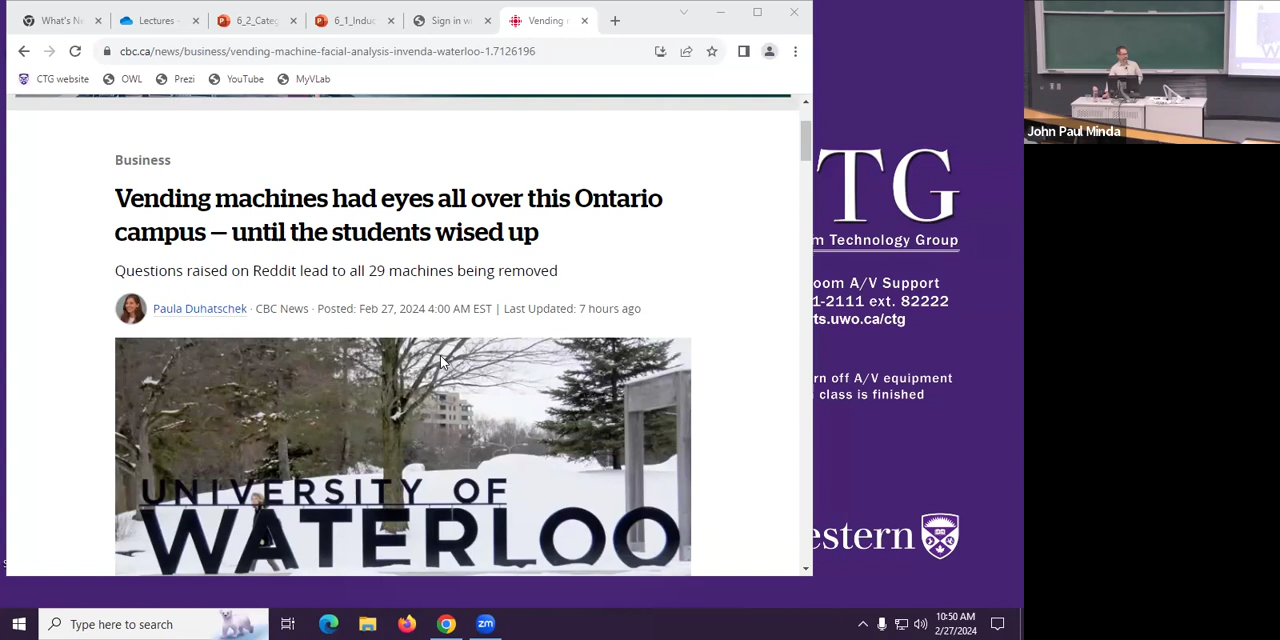 What's N
Lectures
6_2_Categ
6_1_Induc
Sign in w
Vending r
cbc.ca/news/business/vending-machine-facial-analysis-invenda-waterloo-1.7126196
CTG website
OWL
Prezi
YouTube
MyVLab
Business
Vending machines had eyes all over this Ontario
campus — until the students wised up
Questions raised on Reddit lead to all 29 machines being removed
Paula Duhatschek · CBC News · Posted: Feb 27, 2024 4:00 AM EST | Last Updated: 7 hours ago
UNIVERSITY OF
WATERLOO
TG
m Technology Group
oom A/V Support
1-2111 ext. 82222
ts.uwo.ca/ctg
rn off A/V equipment
class is finished
estern
John Paul Minda
Type here to search
zm
10:50 AM
2/27/2024